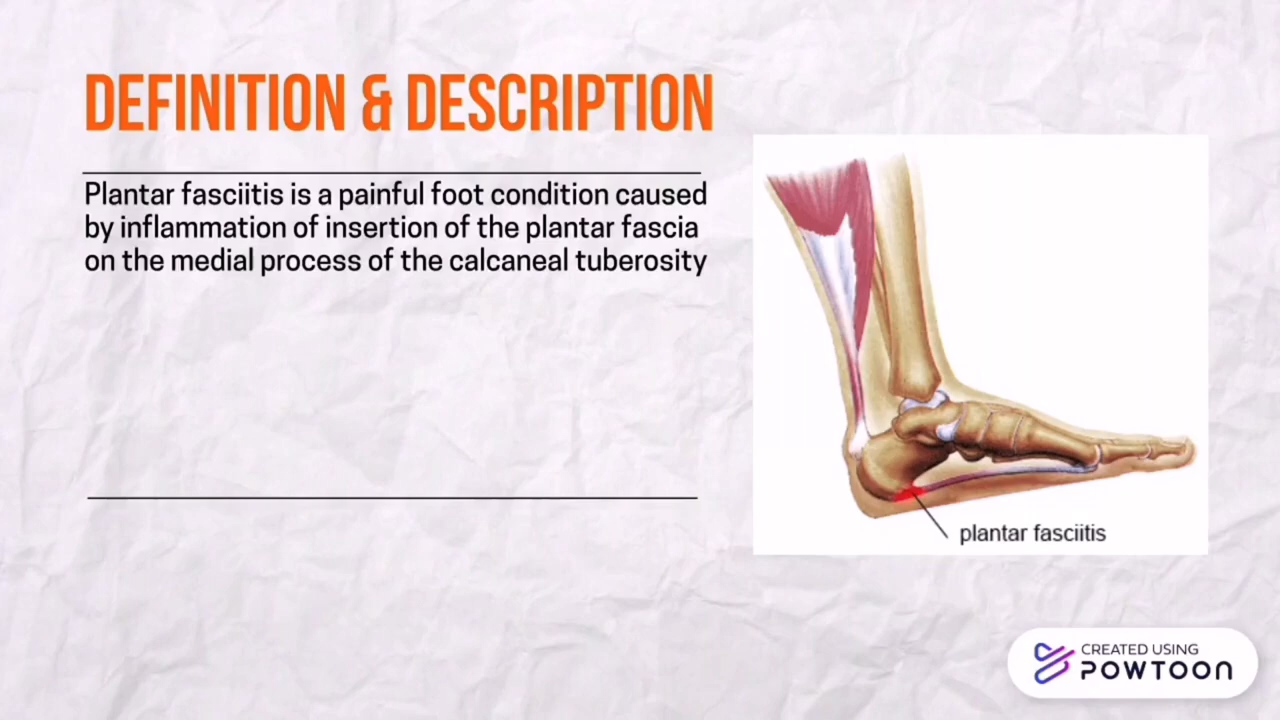 DEFINITION & DESCRIPTION
Plantar fasciitis is a painful foot condition caused
by inflammation of insertion of the plantar fascia
on the medial process of the calcaneal tuberosity
plantar fasciitis
CREATED USING
POWTOON